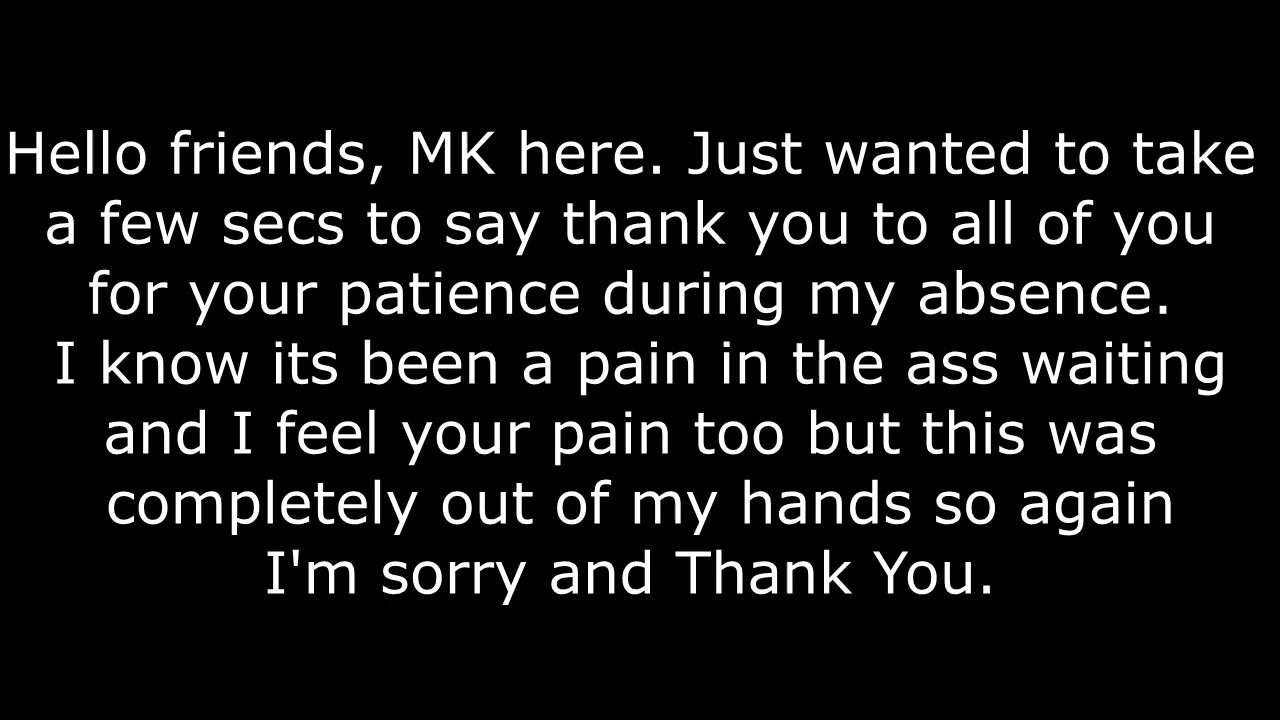 Hello friends, MK here. Just wanted to take
a few secs to say thank you to all of you
for your patience during my absence.
I know its been a pain in the ass waiting
and I feel your pain too but this was
completely out of my hands so again
I'm sorry and Thank You.